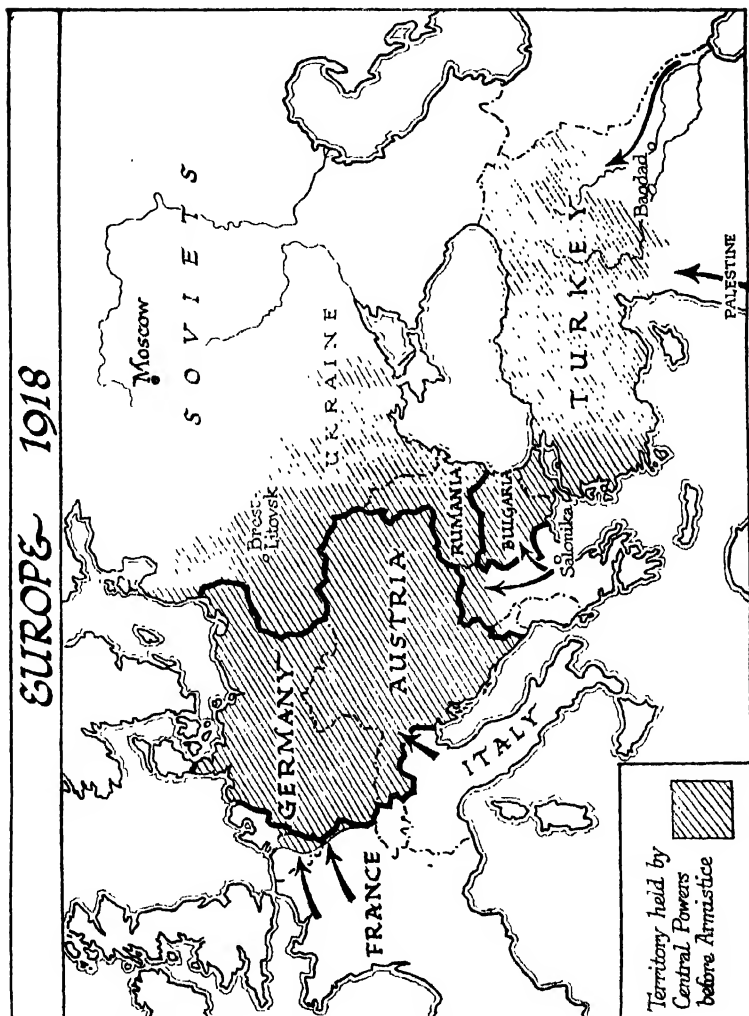 EUROPE 1918
Moscow
SOVIETS
UKRAINE
Brest
Litovsk
GERMANY
AUSTRIA
RUMANIA
BULGARIA
Salonika
TURKEY
Bagdad
PALESTINE
FRANCE
ITALY
Territory held by
Central Powers
before Armistice